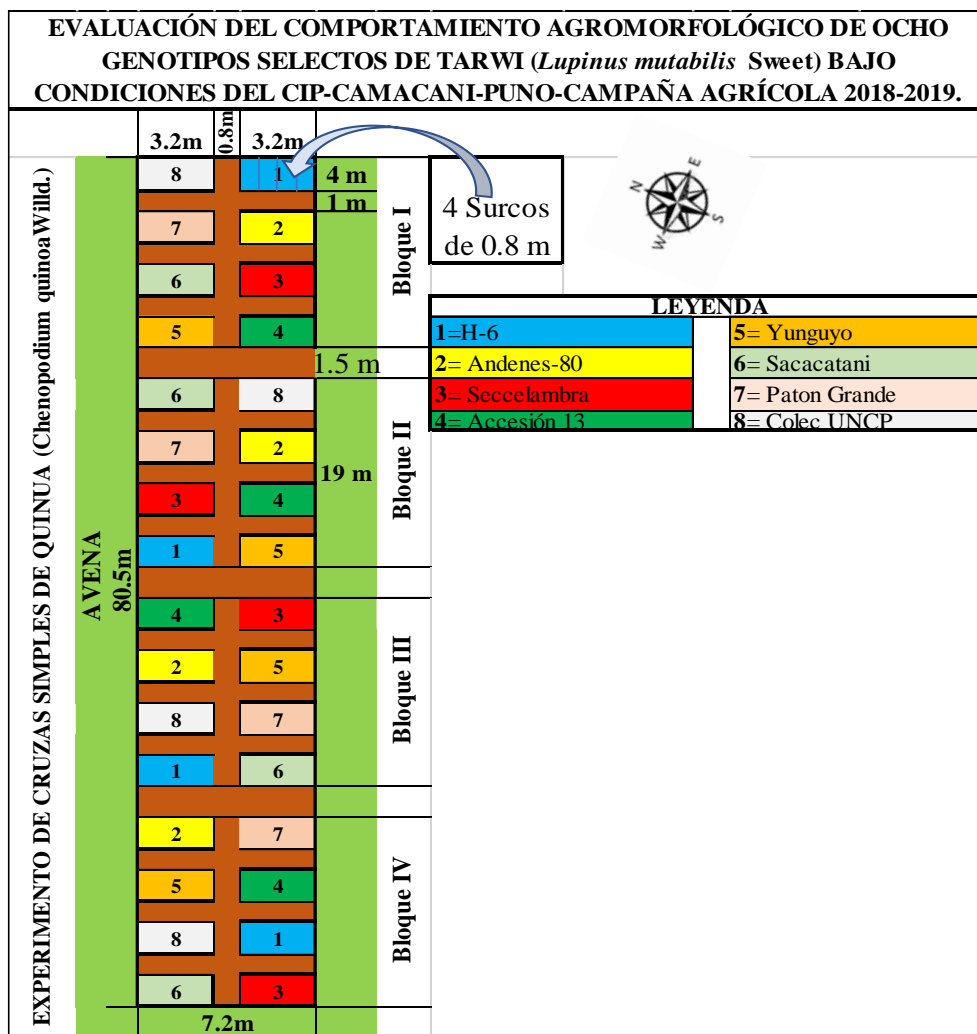 EVALUACIÓN DEL COMPORTAMIENTO AGROMORFOLÓGICO DE OCHO
GENOTIPOS SELECTOS DE TARWI (Lupinus mutabilis Sweet) BAJO
CONDICIONES DEL CIP-CAMACANI-PUNO-CAMPAÑA AGRÍCOLA 2018-2019.
3.2m 0.8m 3.2m
8 1 4 m
1 m
7 2
6 3
5 4
Bloque I
4 Surcos
de 0.8 m
N E S W
LEYENDA
1=H-6 5= Yunguyo
2= Andenes-80 6= Sacacatani
3= Seccelambra 7= Paton Grande
4= Accesión 13 8= Colec UNCP
1.5 m
6 8
7 2
3 4
1 5
19 m
Bloque II
4 3
2 5
8 7
1 6
Bloque III
2 7
5 4
8 1
6 3
Bloque IV
7.2m
AVENA
80.5m
EXPERIMENTO DE CRUZAS SIMPLES DE QUINUA (Chenopodium quinoa Willd.)